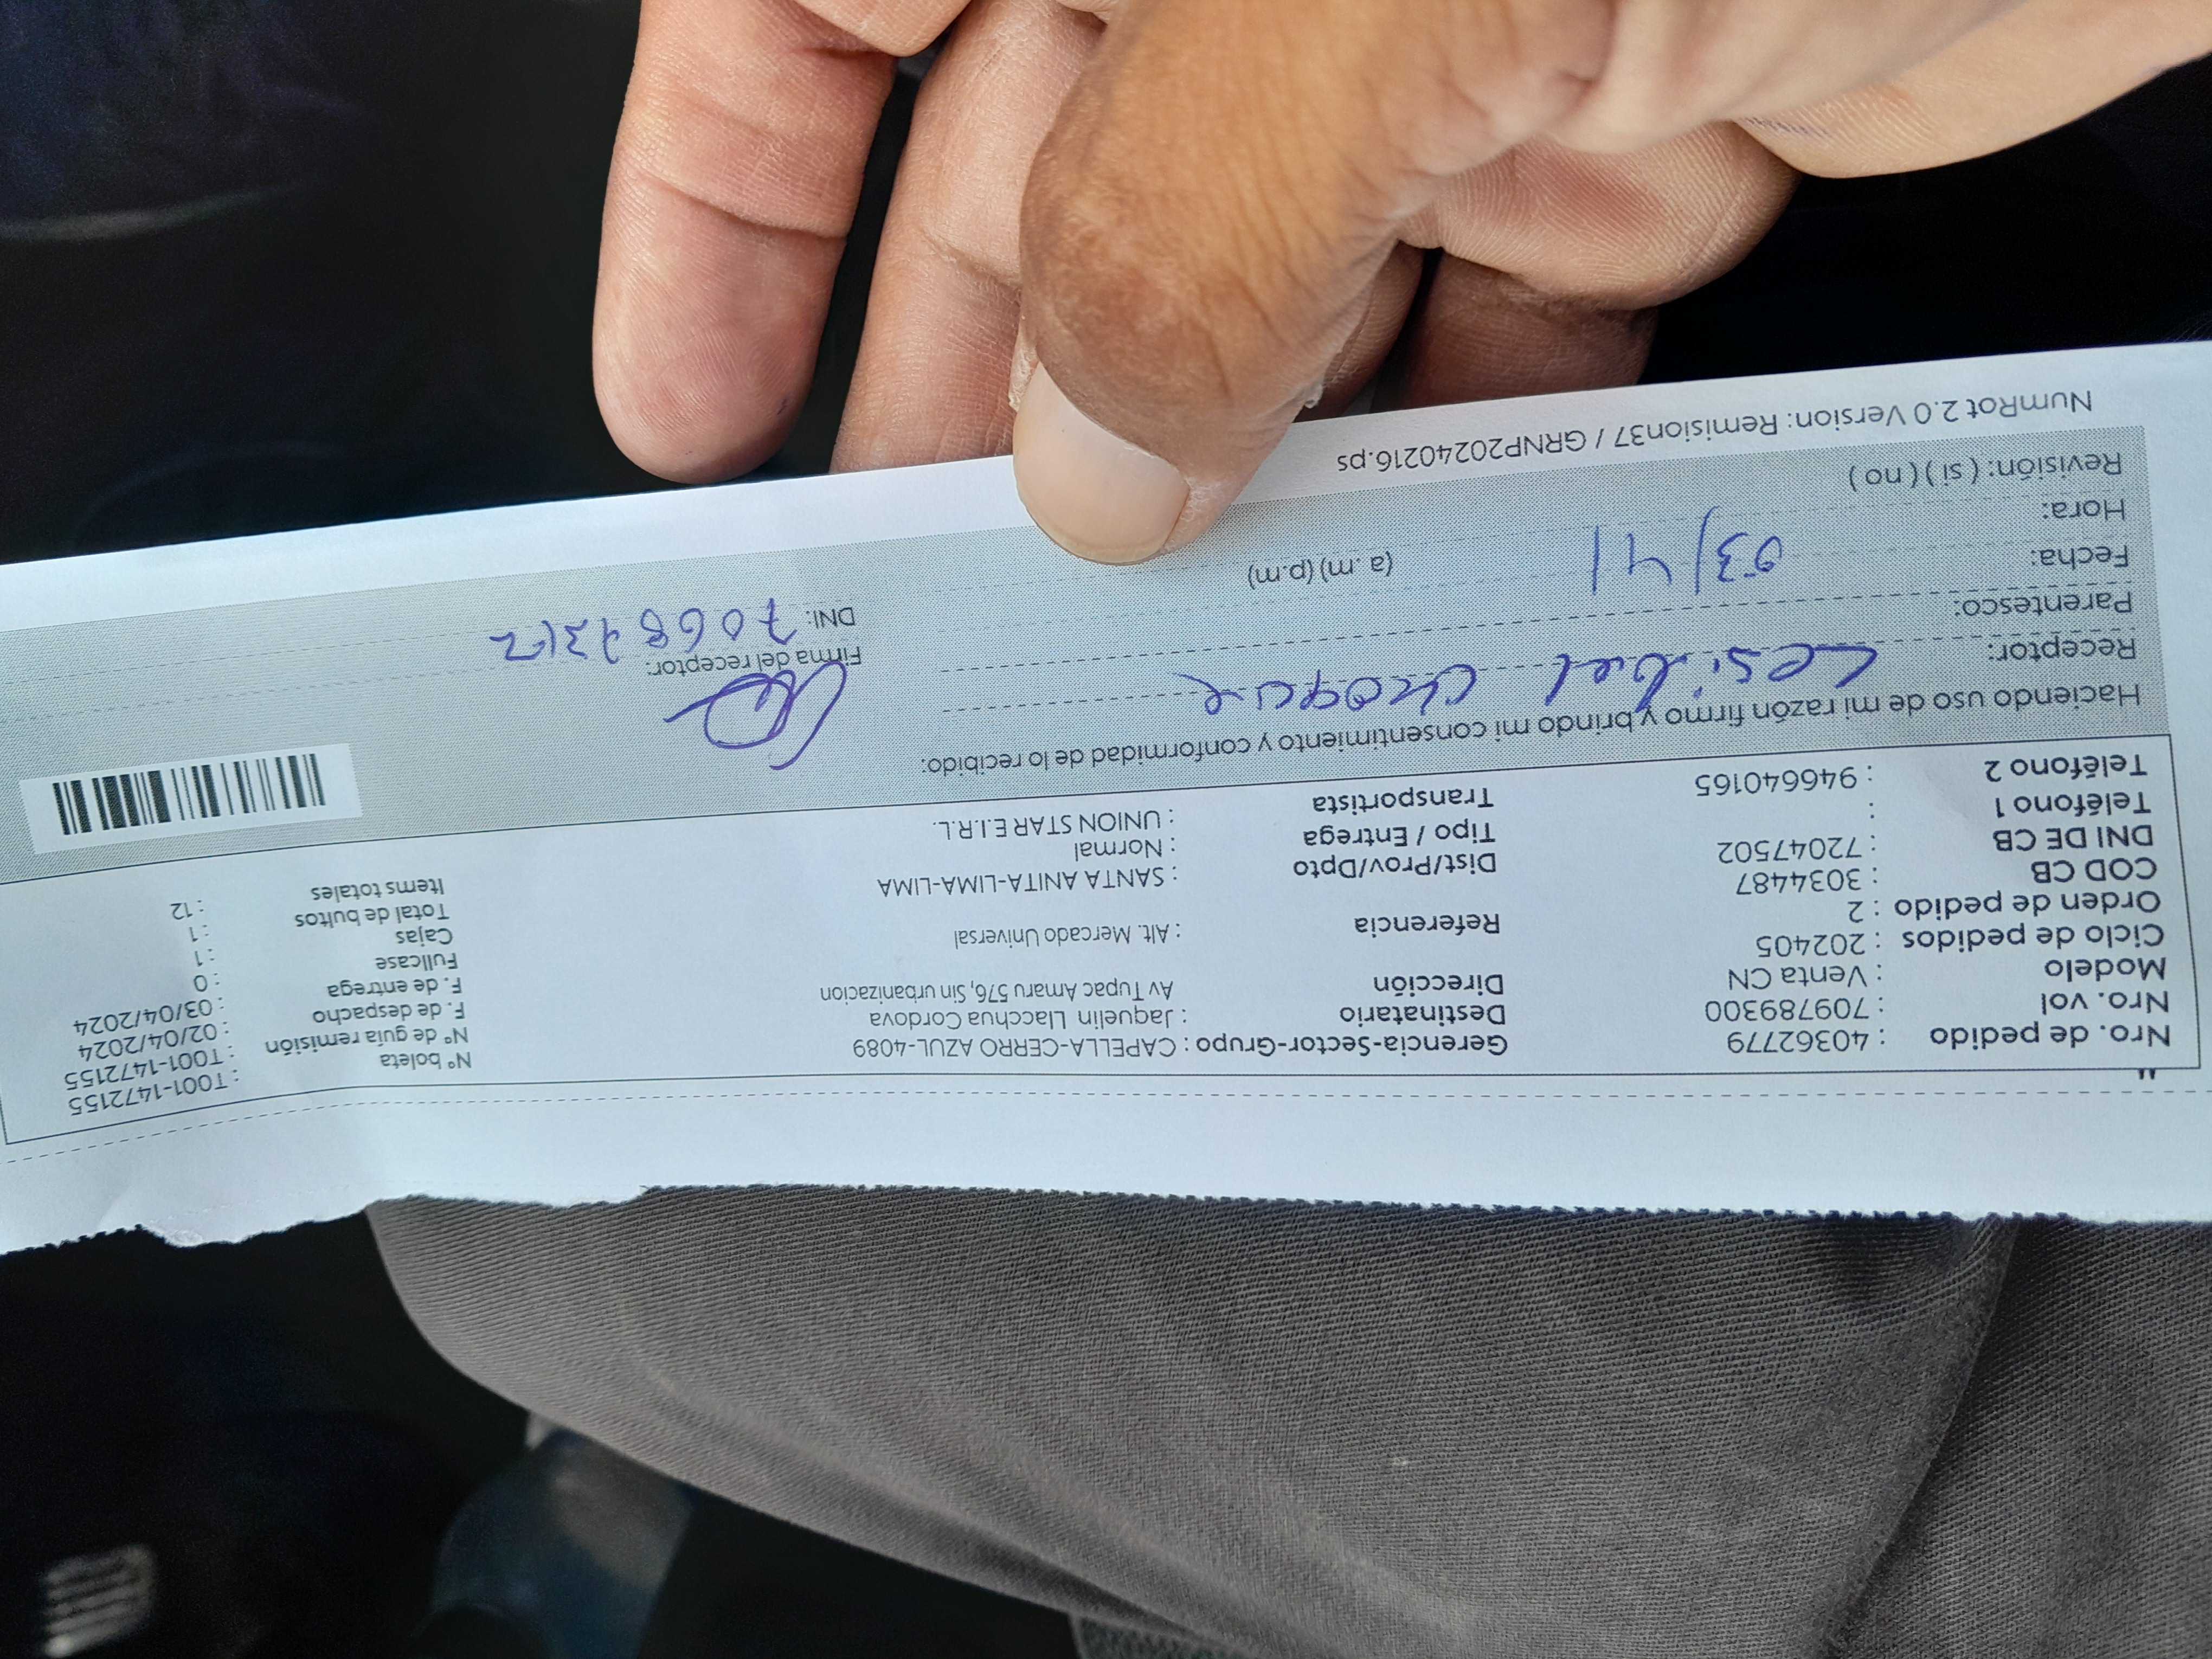 Nro. de pedido : 40362779 Gerencia-Sector-Grupo : CAPELLA-CERRO AZUL-4089 N° boleta : T001-1472155
Nro. vol : 709789300 Destinatario : Jaquelin Llacchua Cordova N° de guía remisión : T001-1472155
Modelo : Venta CN Dirección Av Tupac Amaru 576, Sin urbanizacion F. de despacho : 02/04/2024
Ciclo de pedidos : 202405 F. de entrega : 03/04/2024
Orden de pedido : 2 Referencia : Alt. Mercado Universal Fullcase : 0
COD CB : 3034487 Cajas : 1
DNI DE CB : 72047502 Dist/Prov/Dpto : SANTA ANITA-LIMA-LIMA Total de bultos : 1
Teléfono 1 : Tipo / Entrega : Normal Items totales : 12
Teléfono 2 : 946640165 Transportista : UNION STAR E.I.R.L.
Haciendo uso de mi razón firmo y brindo mi consentimiento y conformidad de lo recibido:
Receptor: Lesibel Choque Firma del receptor:
Parentesco: DNI:
Fecha: 03/4/
Hora: (a .m) (p.m)
Revisión: ( si ) ( no )
NumRot 2.0 Version: Remision37 / GRNP20240216.ps